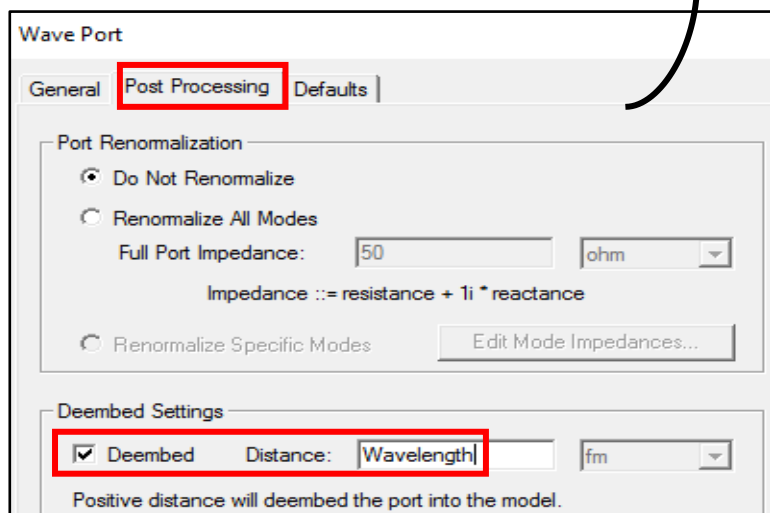 Wave Port
General Post Processing Defaults
Port Renormalization
Do Not Renormalize
Renormalize All Modes
Full Port Impedance: 50 ohm
Impedance ::= resistance + 1i * reactance
Renormalize Specific Modes Edit Mode Impedances...
Deembed Settings
Deembed Distance: Wavelength fm
Positive distance will deembed the port into the model.